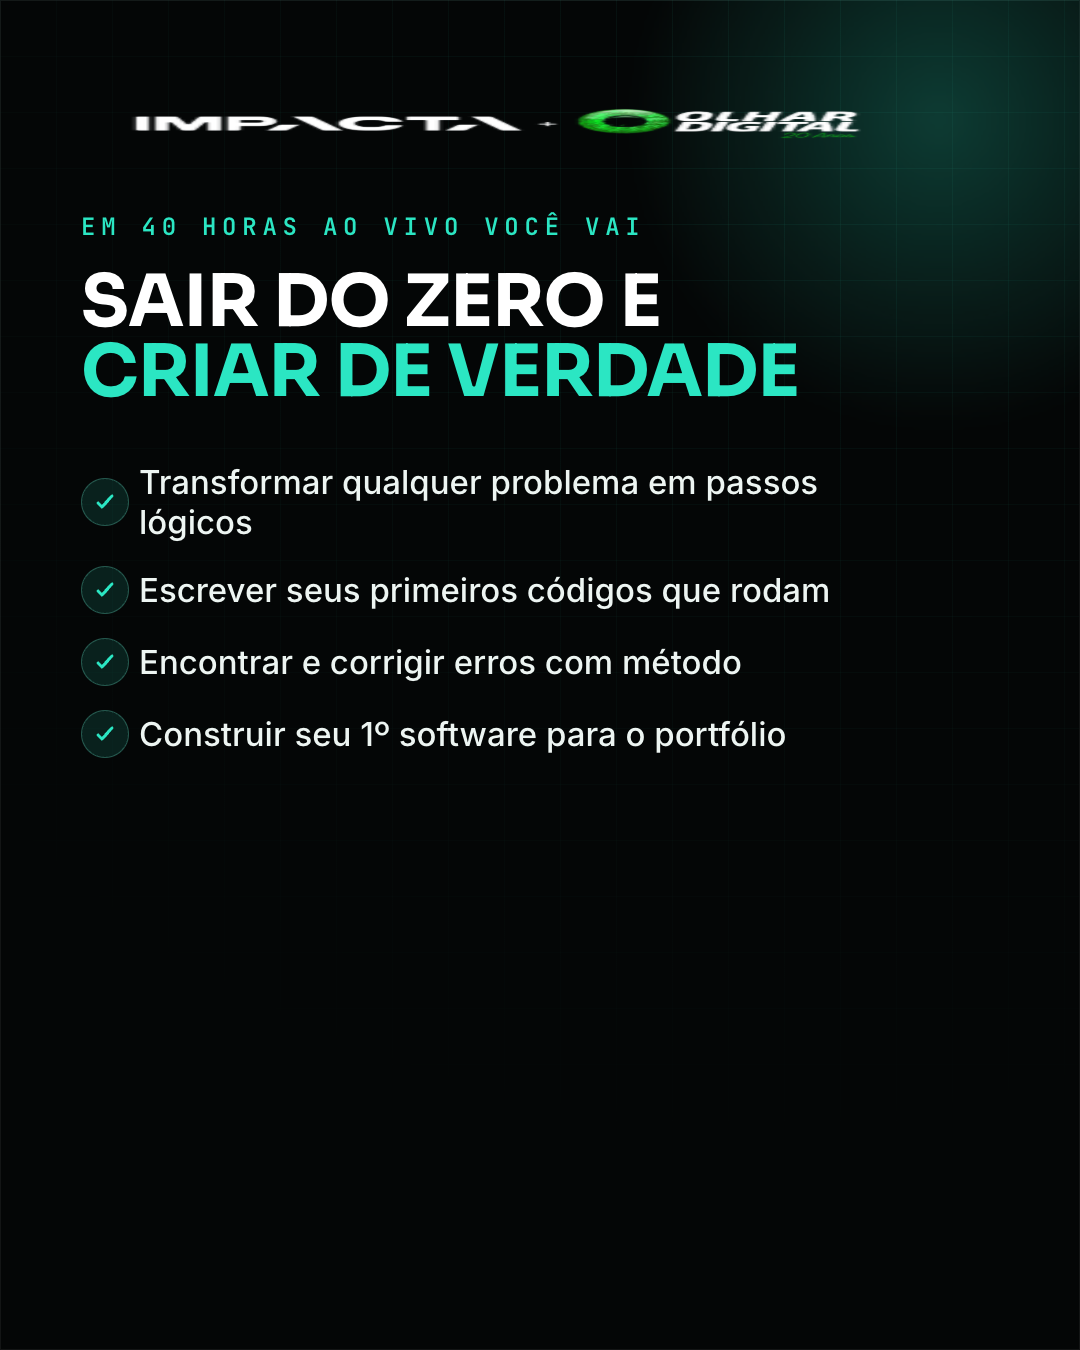 IMPACTA + OLHAR DIGITAL
20 Anos
EM 40 HORAS AO VIVO VOCÊ VAI
SAIR DO ZERO E
CRIAR DE VERDADE
Transformar qualquer problema em passos
lógicos
Escrever seus primeiros códigos que rodam
Encontrar e corrigir erros com método
Construir seu 1º software para o portfólio